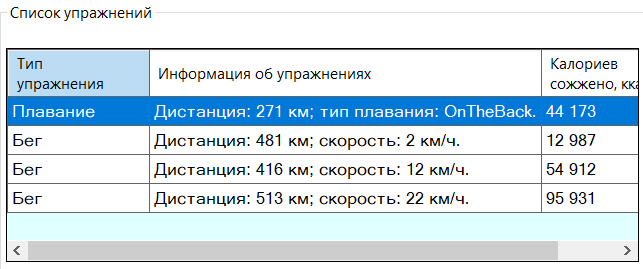 Список упражнений
Тип упражнения Информация об упражнениях Калориев сожжено, кка
Плавание Дистанция: 271 км; тип плавания: OnTheBack. 44 173
Бег Дистанция: 481 км; скорость: 2 км/ч. 12 987
Бег Дистанция: 416 км; скорость: 12 км/ч. 54 912
Бег Дистанция: 513 км; скорость: 22 км/ч. 95 931